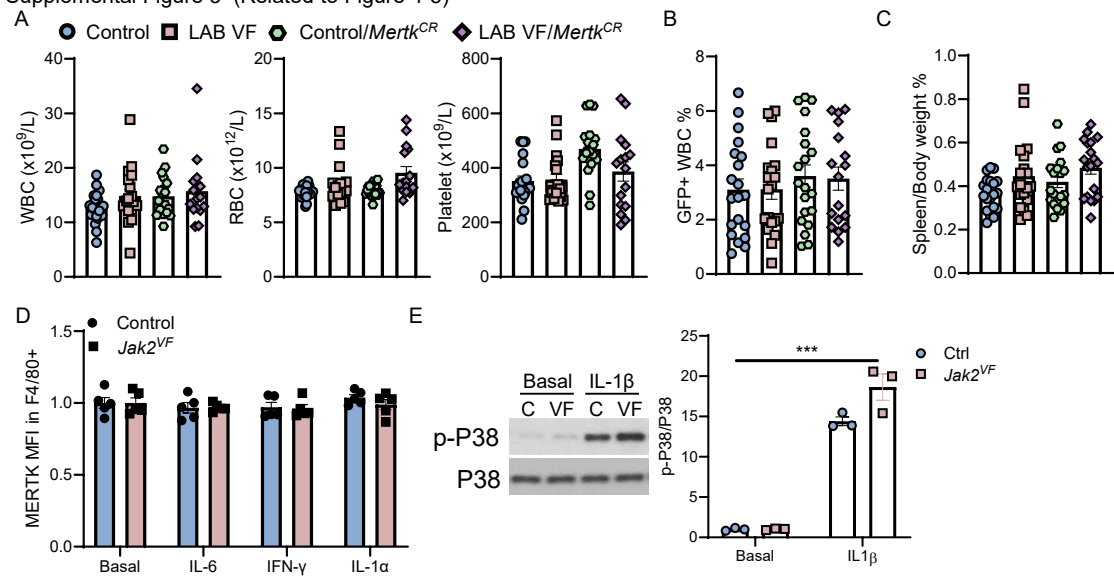 Supplemental Figure
(Related to Figure
A
Control
LAB VF
Control/MertkCR
LAB VF/MertkCR
B
C
WBC (x10⁹/L)
40
30
20
10
0
RBC (x10¹²/L)
20
15
10
5
0
Platelet (x10⁹/L)
800
600
400
200
0
GFP+ WBC %
8
6
4
2
0
Spleen/Body weight %
1.0
0.8
0.6
0.4
0.2
0.0
D
Control
Jak2VF
MERTK MFI in F4/80+
1.5
1.0
0.5
0.0
Basal
IL-6
IFN-γ
IL-1α
E
Basal
IL-1β
C VF C VF
p-P38
P38
p-P38/P38
25
20
15
10
5
0
***
Ctrl
Jak2VF
Basal
IL1β